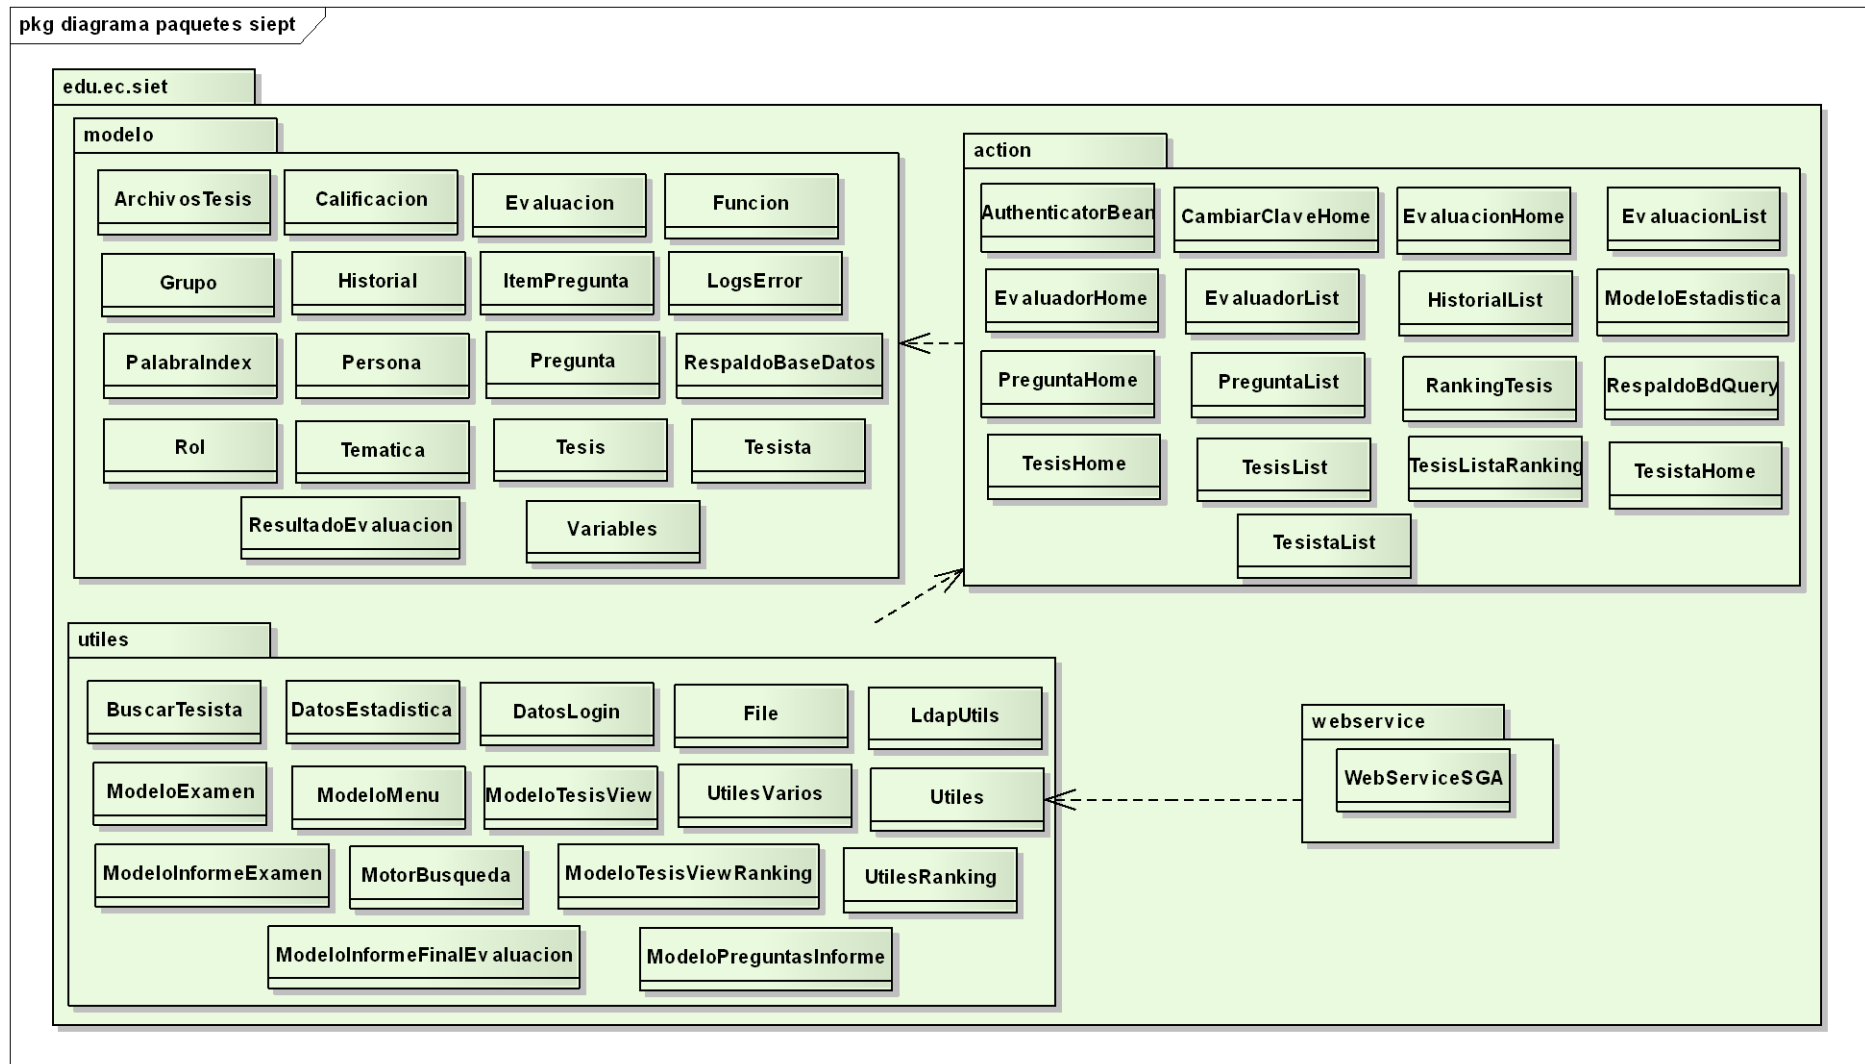 pkg diagrama paquetes siept
edu.ec.siet
modelo
ArchivosTesis
Calificacion
Evaluacion
Funcion
Grupo
Historial
ItemPregunta
LogsError
PalabraIndex
Persona
Pregunta
RespaldoBaseDatos
Rol
Tematica
Tesis
Tesista
ResultadoEvaluacion
Variables
action
AuthenticatorBean
CambiarClaveHome
EvaluacionHome
EvaluacionList
EvaluadorHome
EvaluadorList
HistorialList
ModeloEstadistica
PreguntaHome
PreguntaList
RankingTesis
RespaldoBdQuery
TesisHome
TesisList
TesisListaRanking
TesistaHome
TesistaList
utiles
BuscarTesista
DatosEstadistica
DatosLogin
File
LdapUtils
ModeloExamen
ModeloMenu
ModeloTesisView
UtilesVarios
Utiles
ModeloInformeExamen
MotorBusqueda
ModeloTesisViewRanking
UtilesRanking
ModeloInformeFinalEvaluacion
ModeloPreguntasInforme
webservice
WebServiceSGA